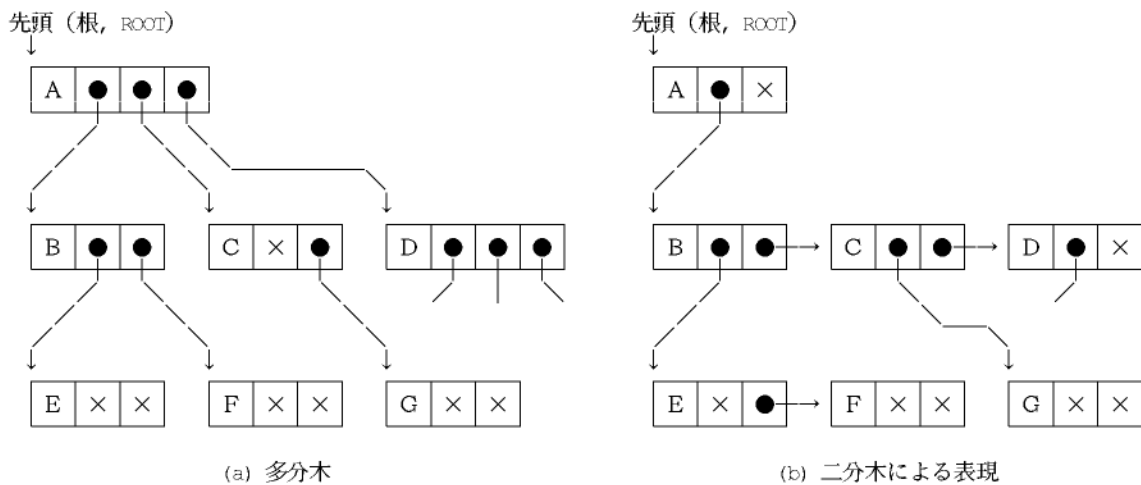 先頭 (根, ROOT)
A
B
C ×
D
E × ×
F × ×
G × ×
(a) 多分木
先頭 (根, ROOT)
A ×
B
C
D ×
E ×
F × ×
G × ×
(b) 二分木による表現